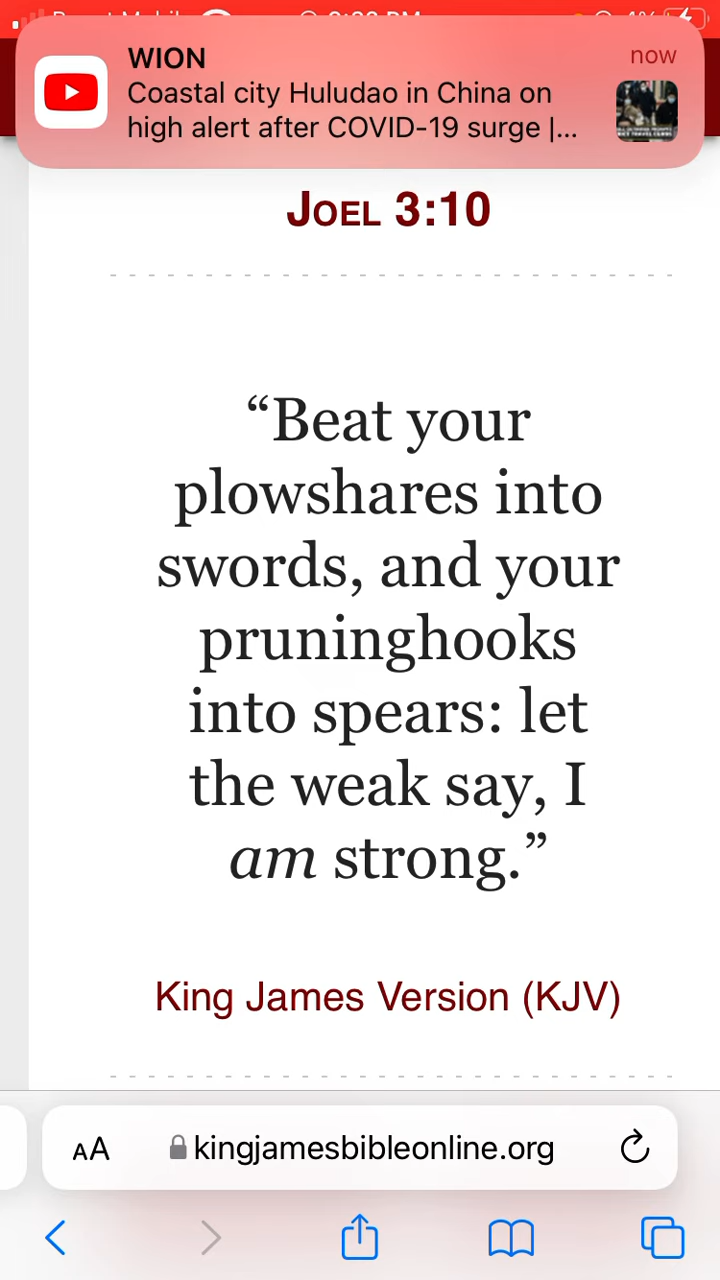 WION
now
Coastal city Huludao in China on
high alert after COVID-19 surge |...
JOEL 3:10
“Beat your
plowshares into
swords, and your
pruninghooks
into spears: let
the weak say, I
am strong.”
King James Version (KJV)
AA
kingjamesbibleonline.org